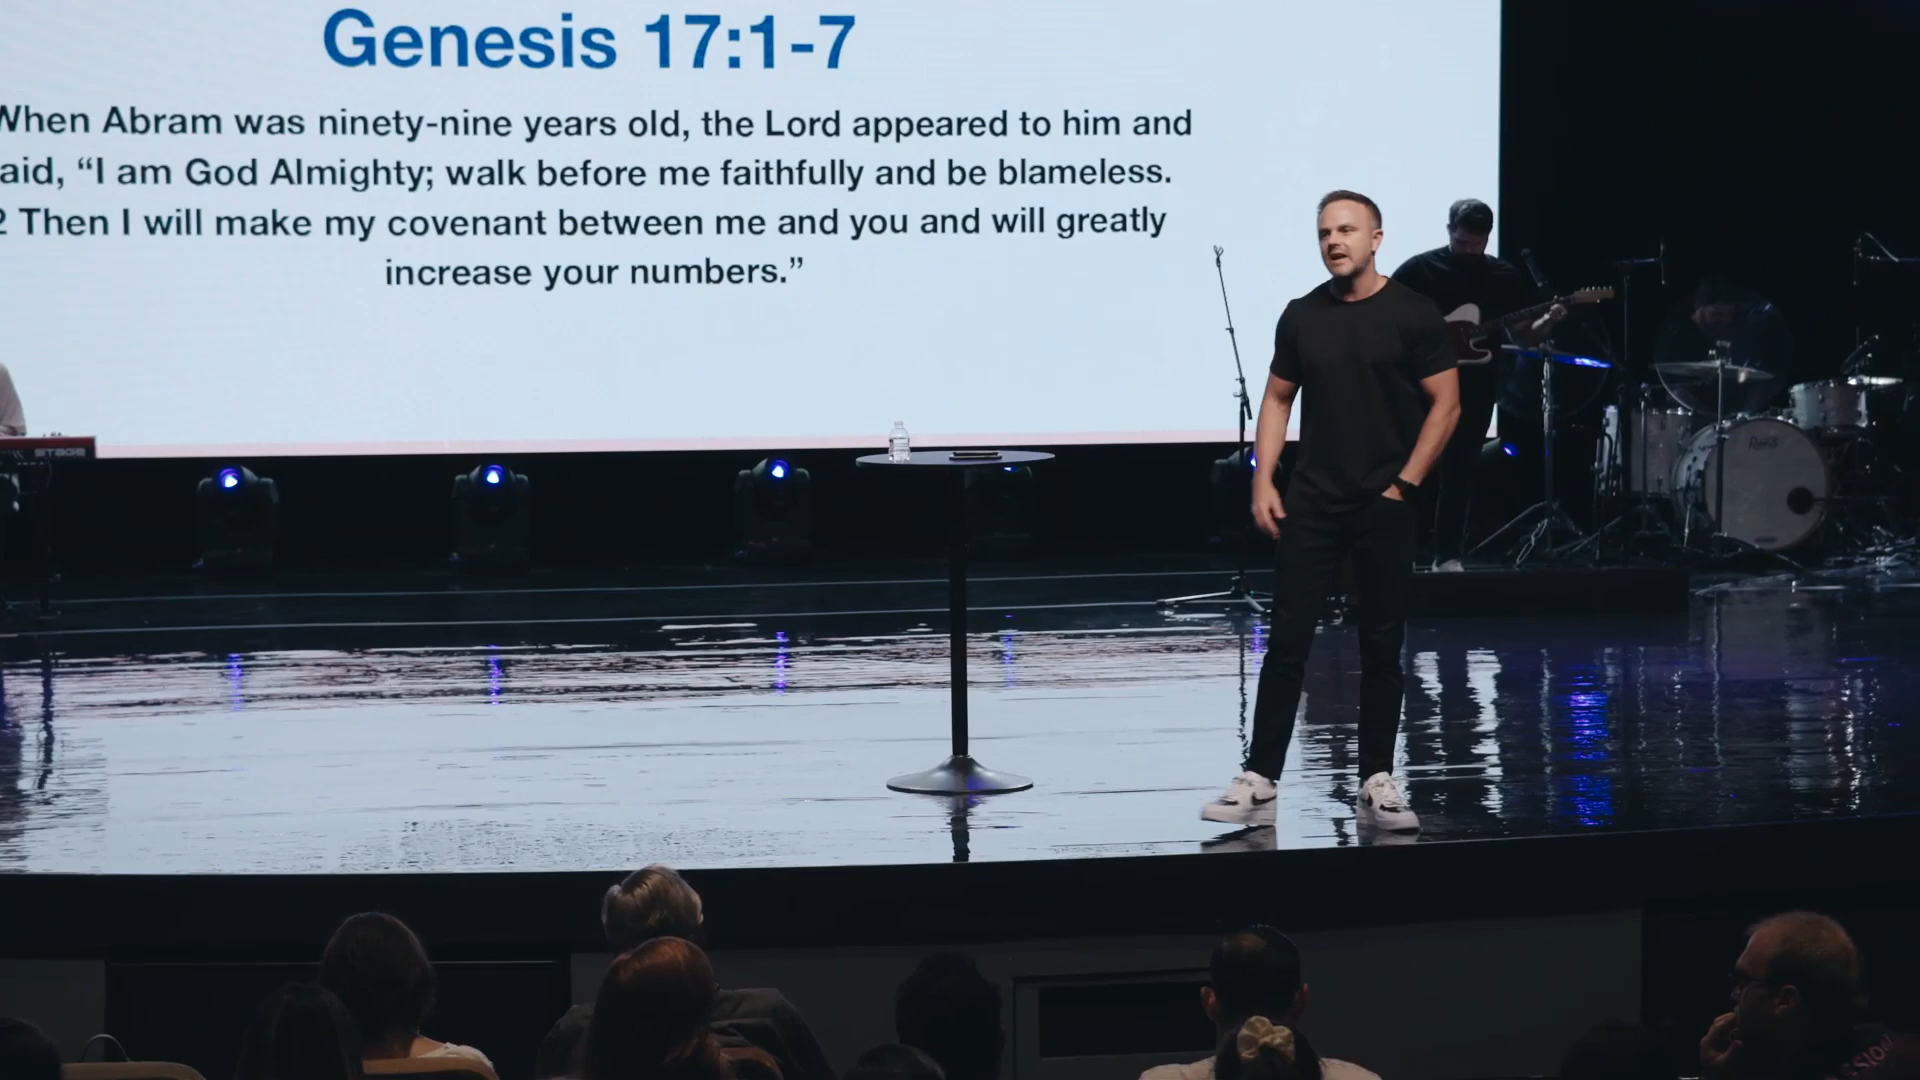 Genesis 17:1-7
When Abram was ninety-nine years old, the Lord appeared to him and
aid, “I am God Almighty; walk before me faithfully and be blameless.
2 Then I will make my covenant between me and you and will greatly
increase your numbers.”
STAGE